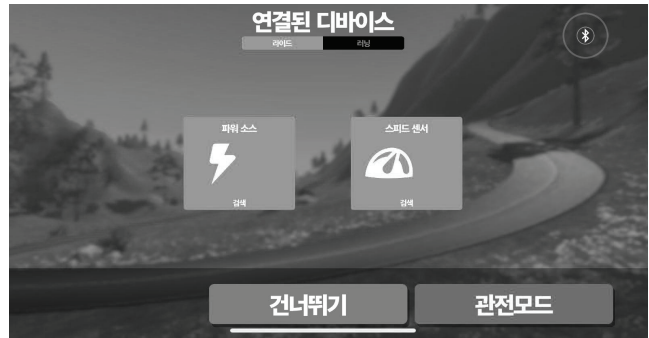 연결된 디바이스
라이드 러닝
파워 소스 스피드 센서
검색 검색
건너뛰기 관전모드